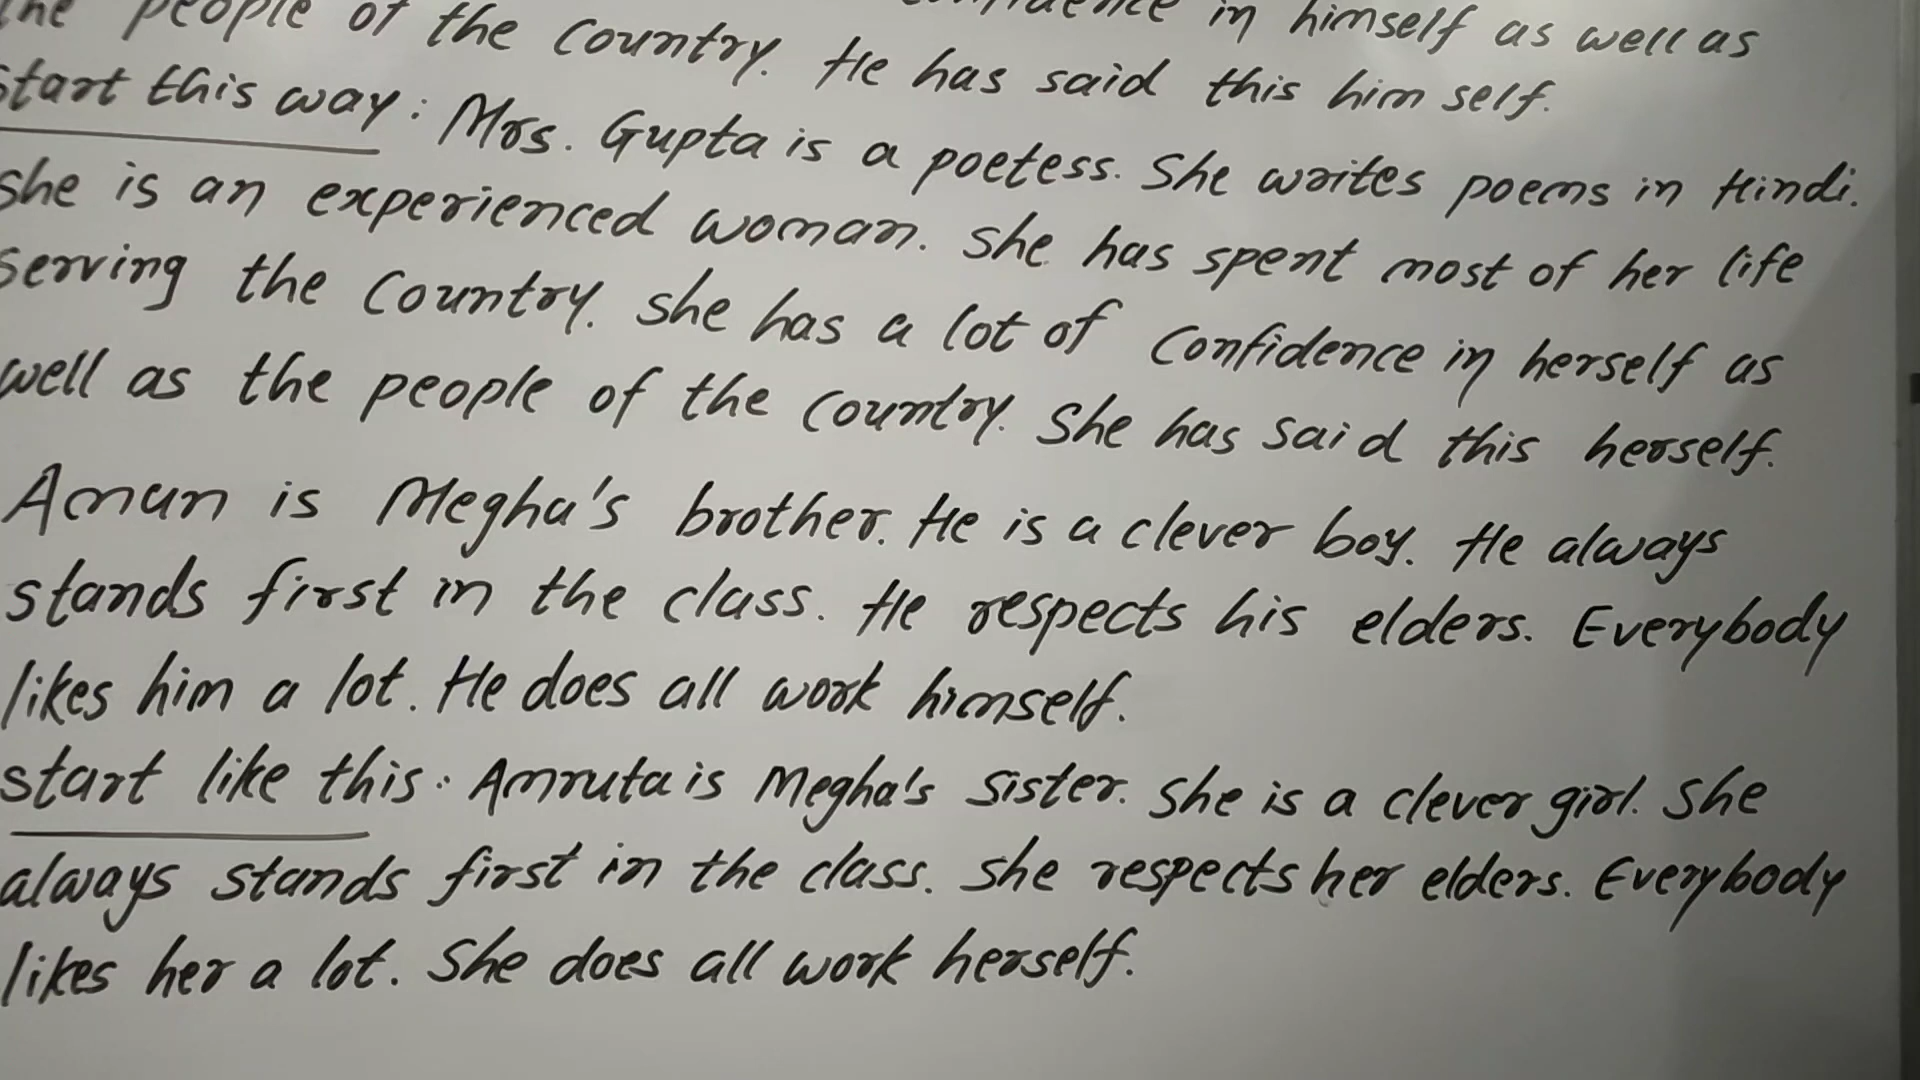 confidence in himself as well as
the people of the country. He has said this him self.
Start this way: Mrs. Gupta is a poetess. She writes poems in Hindi.
She is an experienced woman. She has spent most of her life
serving the country. She has a lot of confidence in herself as
well as the people of the country. She has said this herself.
Aman is Megha's brother. He is a clever boy. He always
stands first in the class. He respects his elders. Everybody
likes him a lot. He does all work himself.
start like this: Amruta is Megha's sister. She is a clever girl. She
always stands first in the class. She respects her elders. Everybody
likes her a lot. She does all work herself.